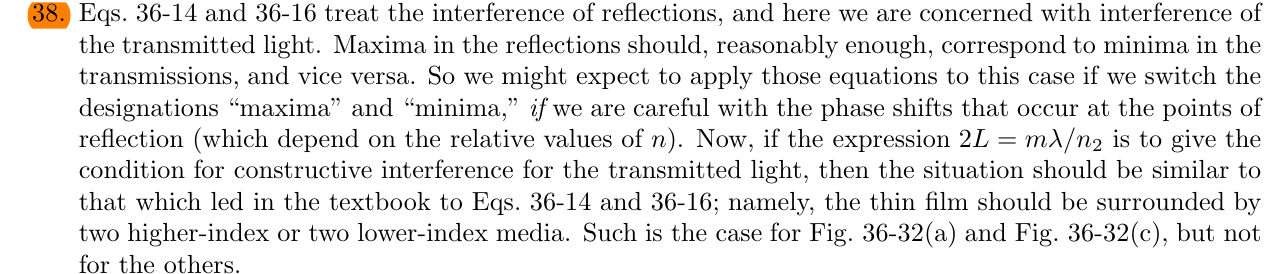 38. Eqs. 36-14 and 36-16 treat the interference of reflections, and here we are concerned with interference of
the transmitted light. Maxima in the reflections should, reasonably enough, correspond to minima in the
transmissions, and vice versa. So we might expect to apply those equations to this case if we switch the
designations “maxima” and “minima,” if we are careful with the phase shifts that occur at the points of
reflection (which depend on the relative values of n). Now, if the expression 2L = mλ/n₂ is to give the
condition for constructive interference for the transmitted light, then the situation should be similar to
that which led in the textbook to Eqs. 36-14 and 36-16; namely, the thin film should be surrounded by
two higher-index or two lower-index media. Such is the case for Fig. 36-32(a) and Fig. 36-32(c), but not
for the others.